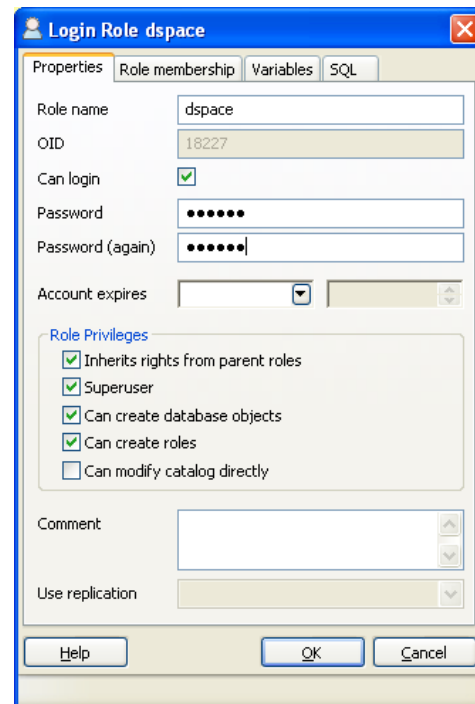 Login Role dspace
Properties Role membership Variables SQL
Role name dspace
OID 18227
Can login
Password ••••••
Password (again) ••••••
Account expires
Role Privileges
Inherits rights from parent roles
Superuser
Can create database objects
Can create roles
Can modify catalog directly
Comment
Use replication
Help OK Cancel